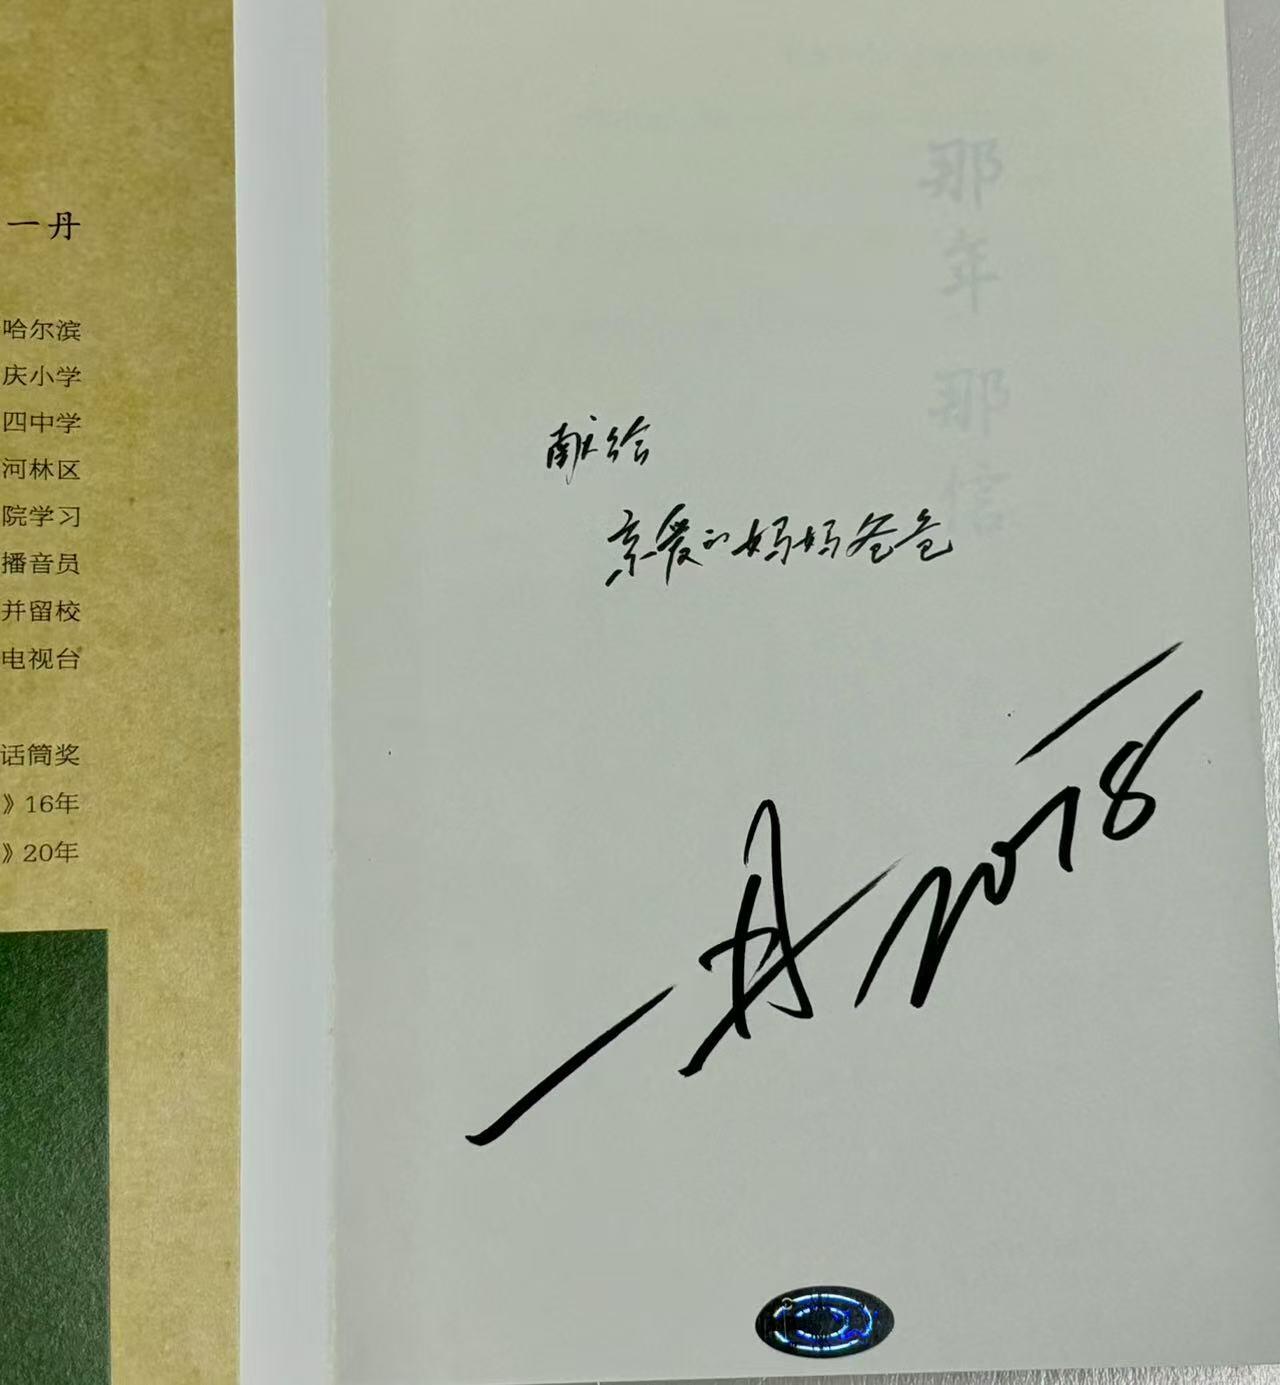 一丹
哈尔滨
庆小学
四中学
河林区
院学习
播音员
并留校
电视台
话筒奖
》16年
》20年
那年那信
献给
亲爱的妈妈爸爸
一丹 2018